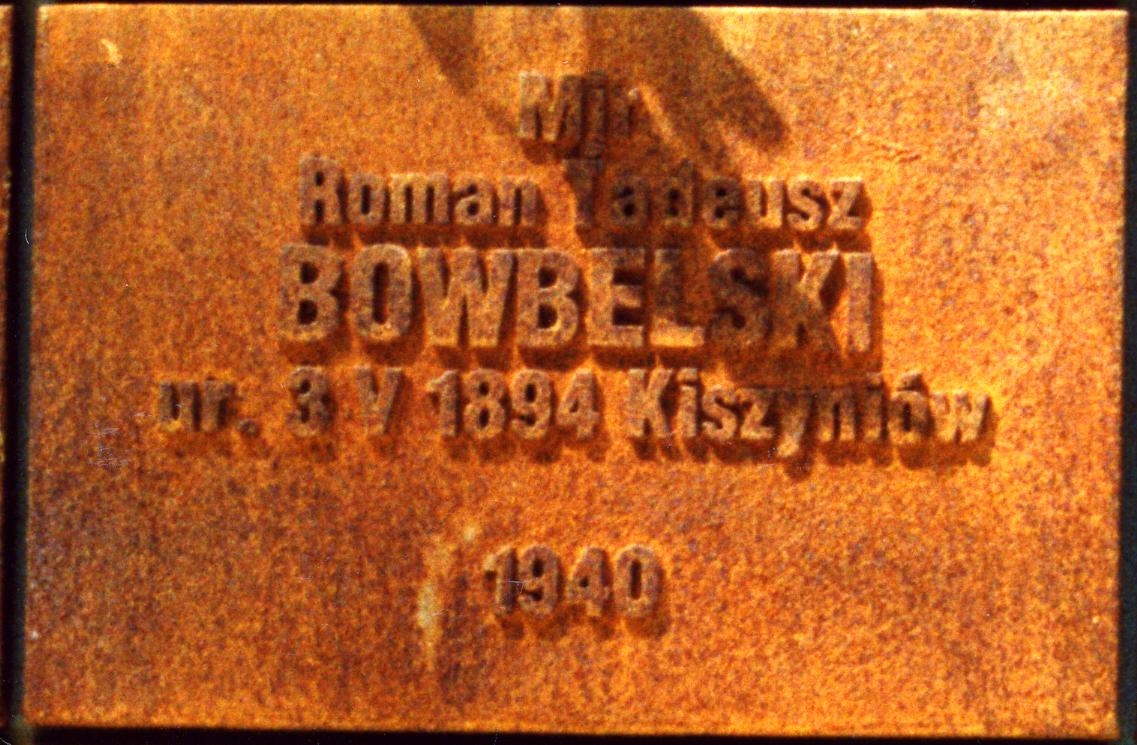 Mjr
Roman Tadeusz
BOWBELSKI
ur. 3 V 1894 Kiszyniów
1940